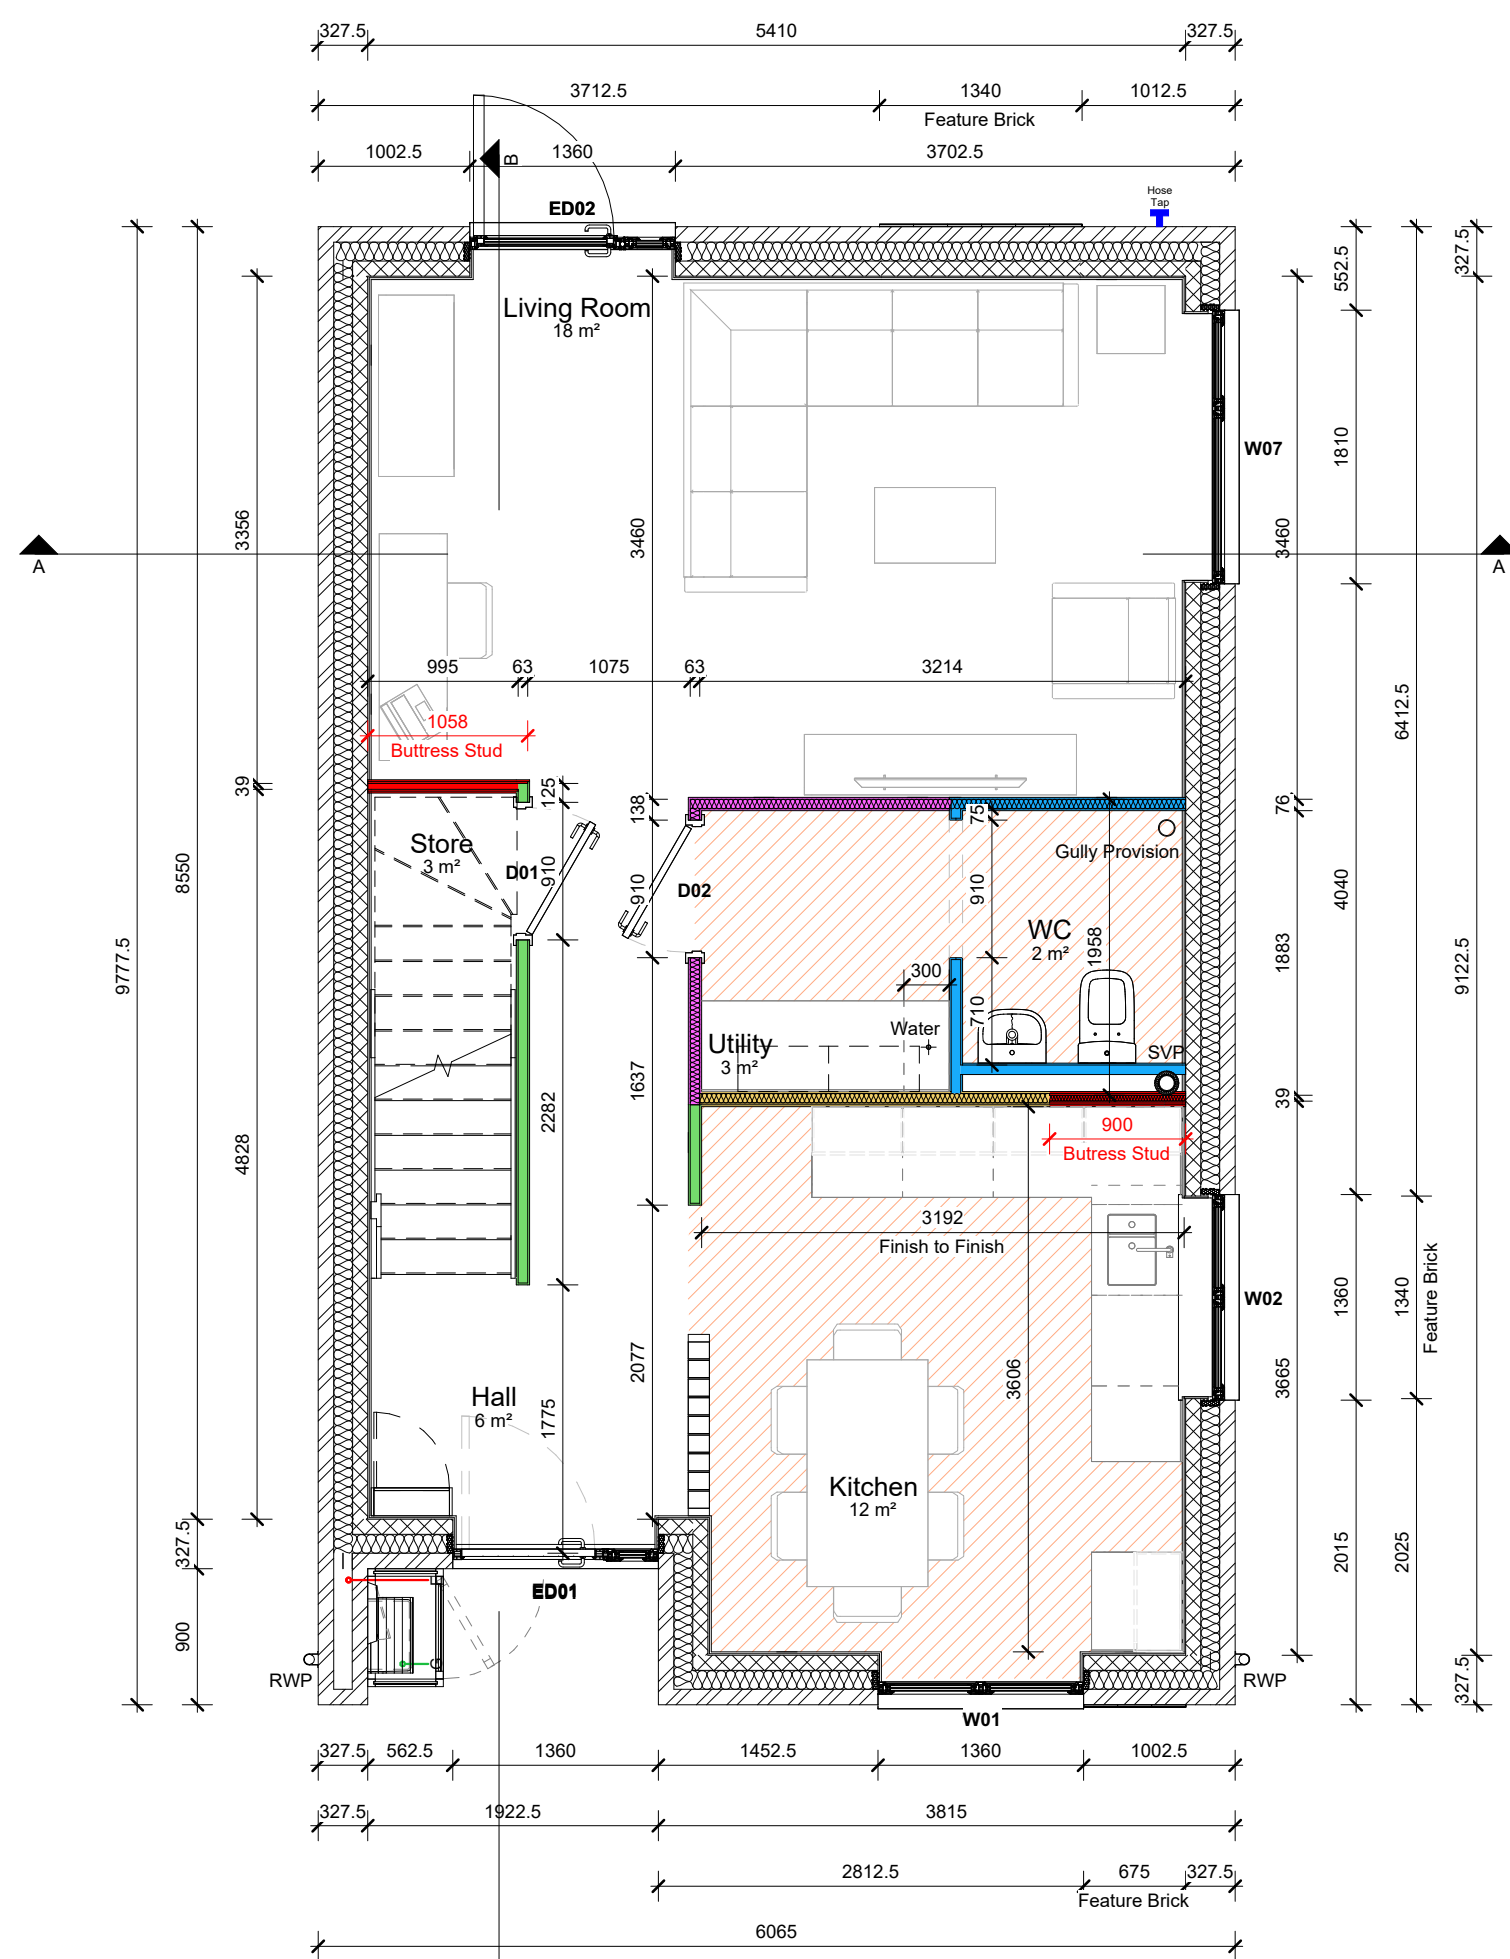 327.5 5410 327.5
3712.5 1340 1012.5
Feature Brick
1002.5 1360 3702.5
B
ED02
Hose
Tap
327.5
552.5
Living Room
18 m²
W07
1810
3356
3460
3460
A
A
995 63 1075 63 3214
6412.5
1058
Buttress Stud
39
125
138
75
76
Store
3 m²
D01
910
910
D02
910
Gully Provision
8550
4040
WC
2 m²
1958
1883
9777.5
9122.5
300
710
Water
Utility
3 m²
SVP
1637
2282
39
900
Butress Stud
4828
3192
Finish to Finish
W02
1360
1340
Feature Brick
2077
3606
3665
Hall
6 m²
1775
Kitchen
12 m²
327.5
2015
2025
ED01
900
RWP
RWP
327.5
W01
327.5 562.5 1360 1452.5 1360 1002.5
327.5 1922.5 3815
2812.5 675 327.5
Feature Brick
6065